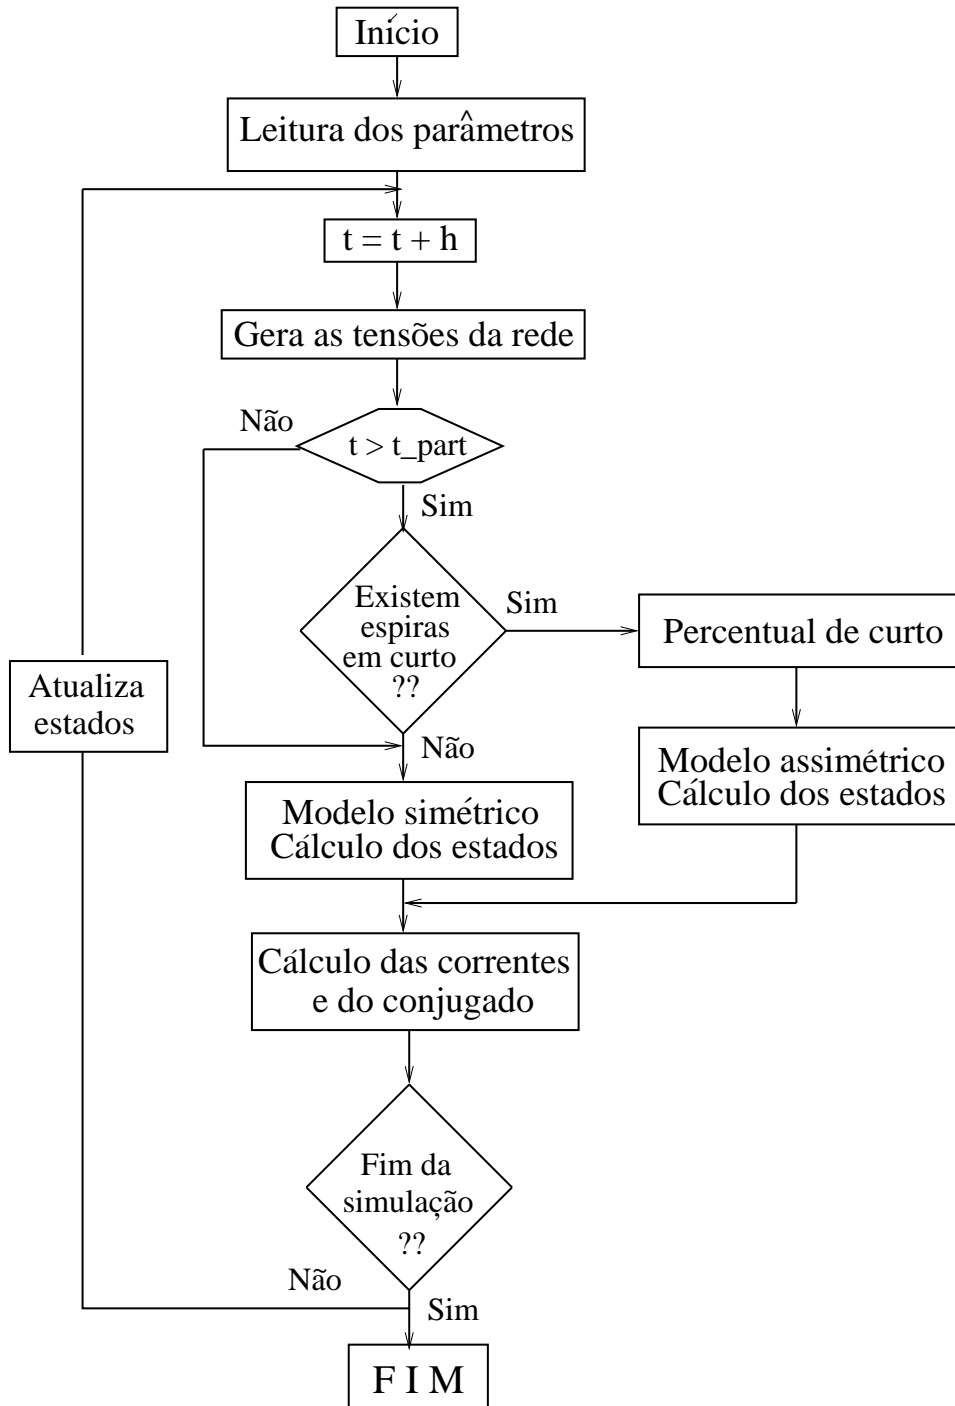 Início
Leitura dos parâmetros
t = t + h
Gera as tensões da rede
Não
t > t_part
Sim
Existem
espiras
em curto
??
Sim
Percentual de curto
Atualiza
estados
Não
Modelo assimétrico
Cálculo dos estados
Modelo simétrico
Cálculo dos estados
Cálculo das correntes
e do conjugado
Fim da
simulação
??
Não
Sim
F I M